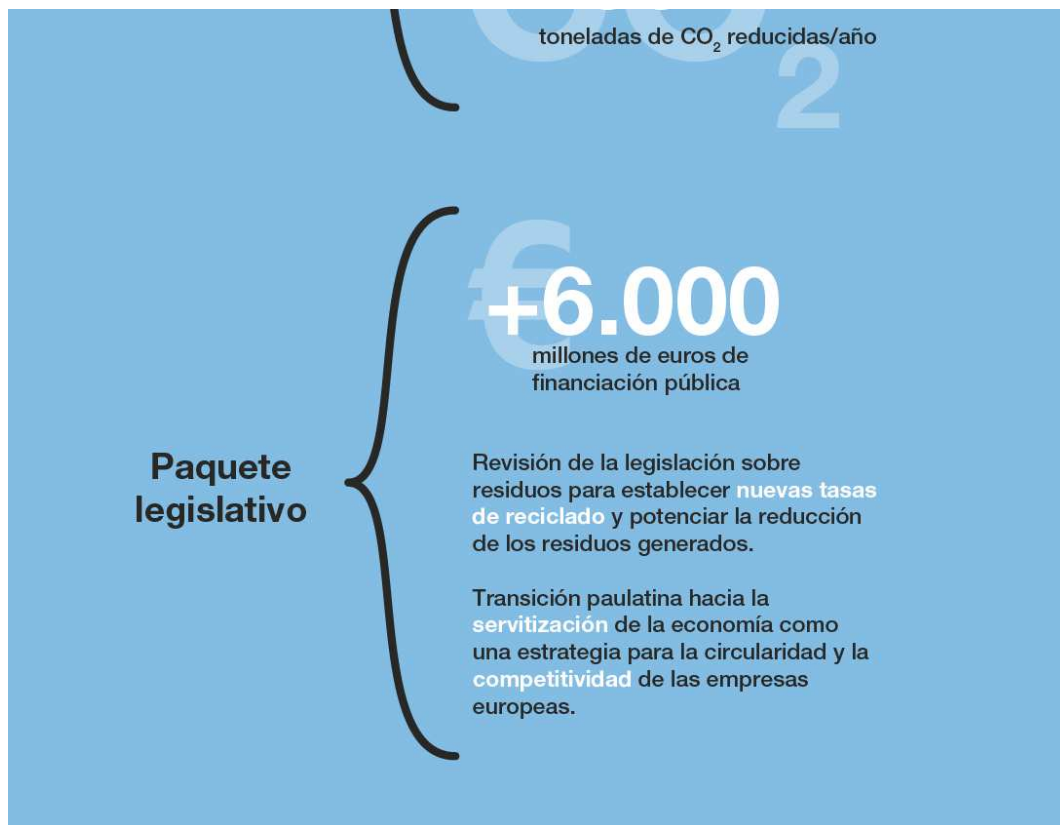 toneladas de CO₂ reducidas/año
CO₂
€
+6.000
millones de euros de
financiación pública
Paquete
legislativo
Revisión de la legislación sobre
residuos para establecer nuevas tasas
de reciclado y potenciar la reducción
de los residuos generados.
Transición paulatina hacia la
servitización de la economía como
una estrategia para la circularidad y la
competitividad de las empresas
europeas.